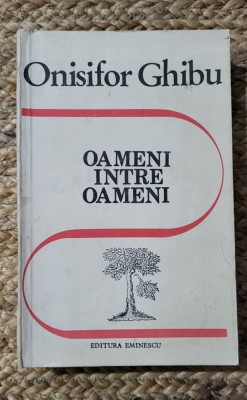 Onisifor Ghibu
OAMENI
INTRE
OAMENI
EDITURA EMINESCU